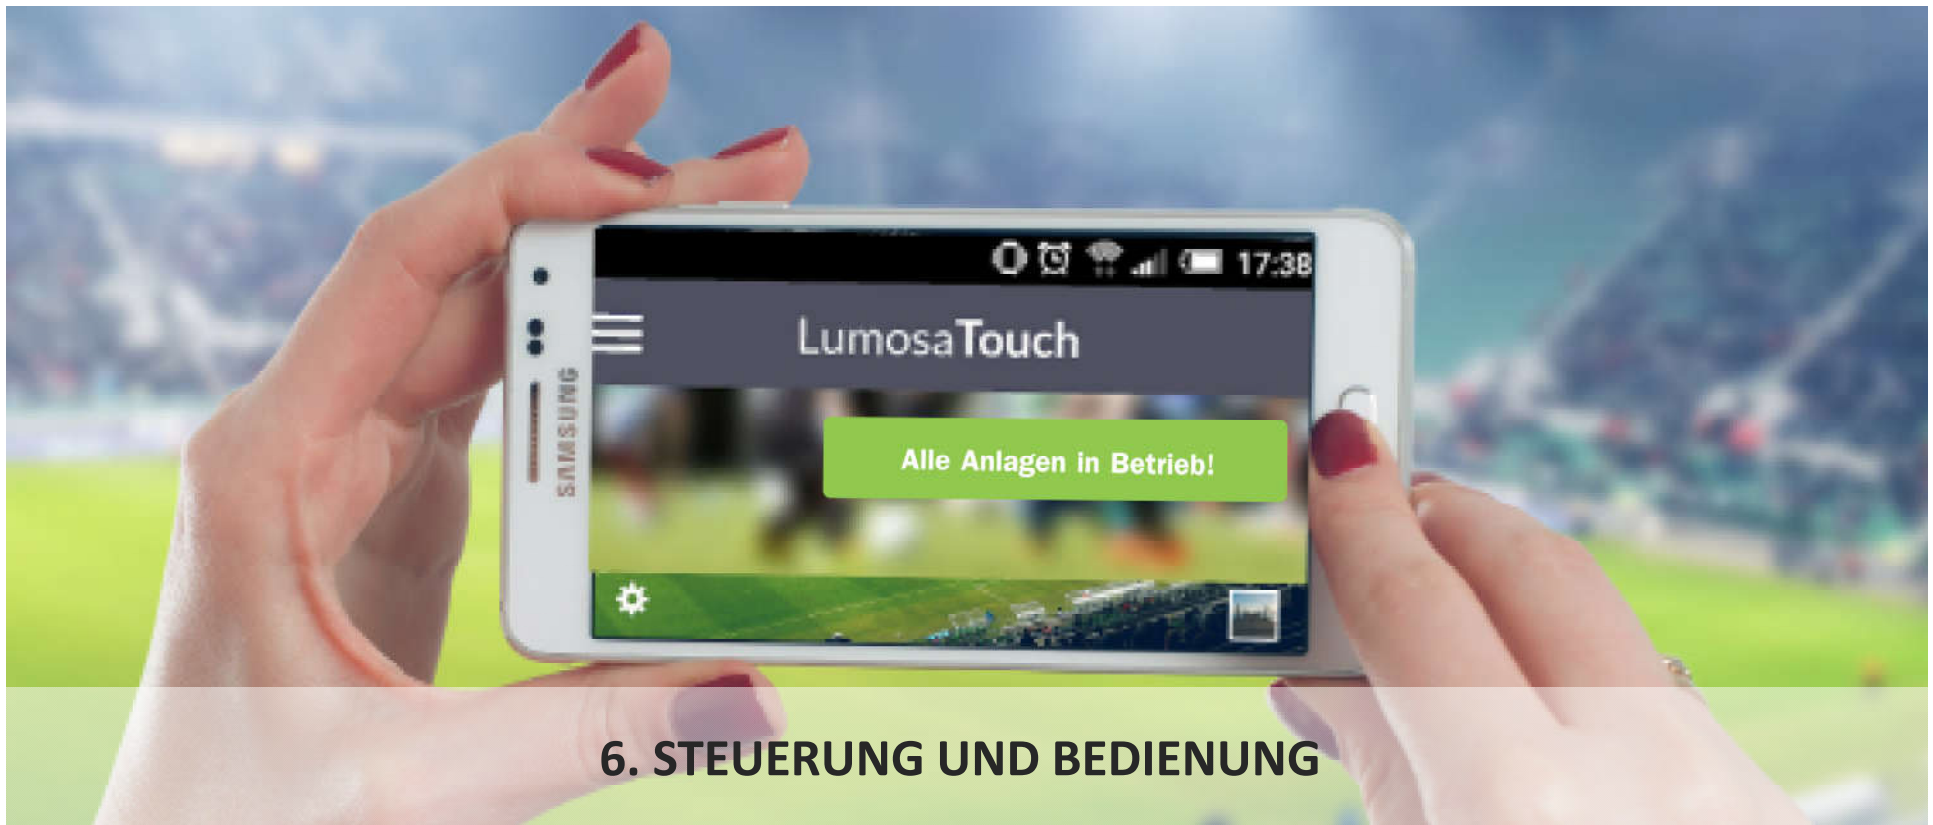 17:38
LumosaTouch
Alle Anlagen in Betrieb!
SAMSUNG
6. STEUERUNG UND BEDIENUNG